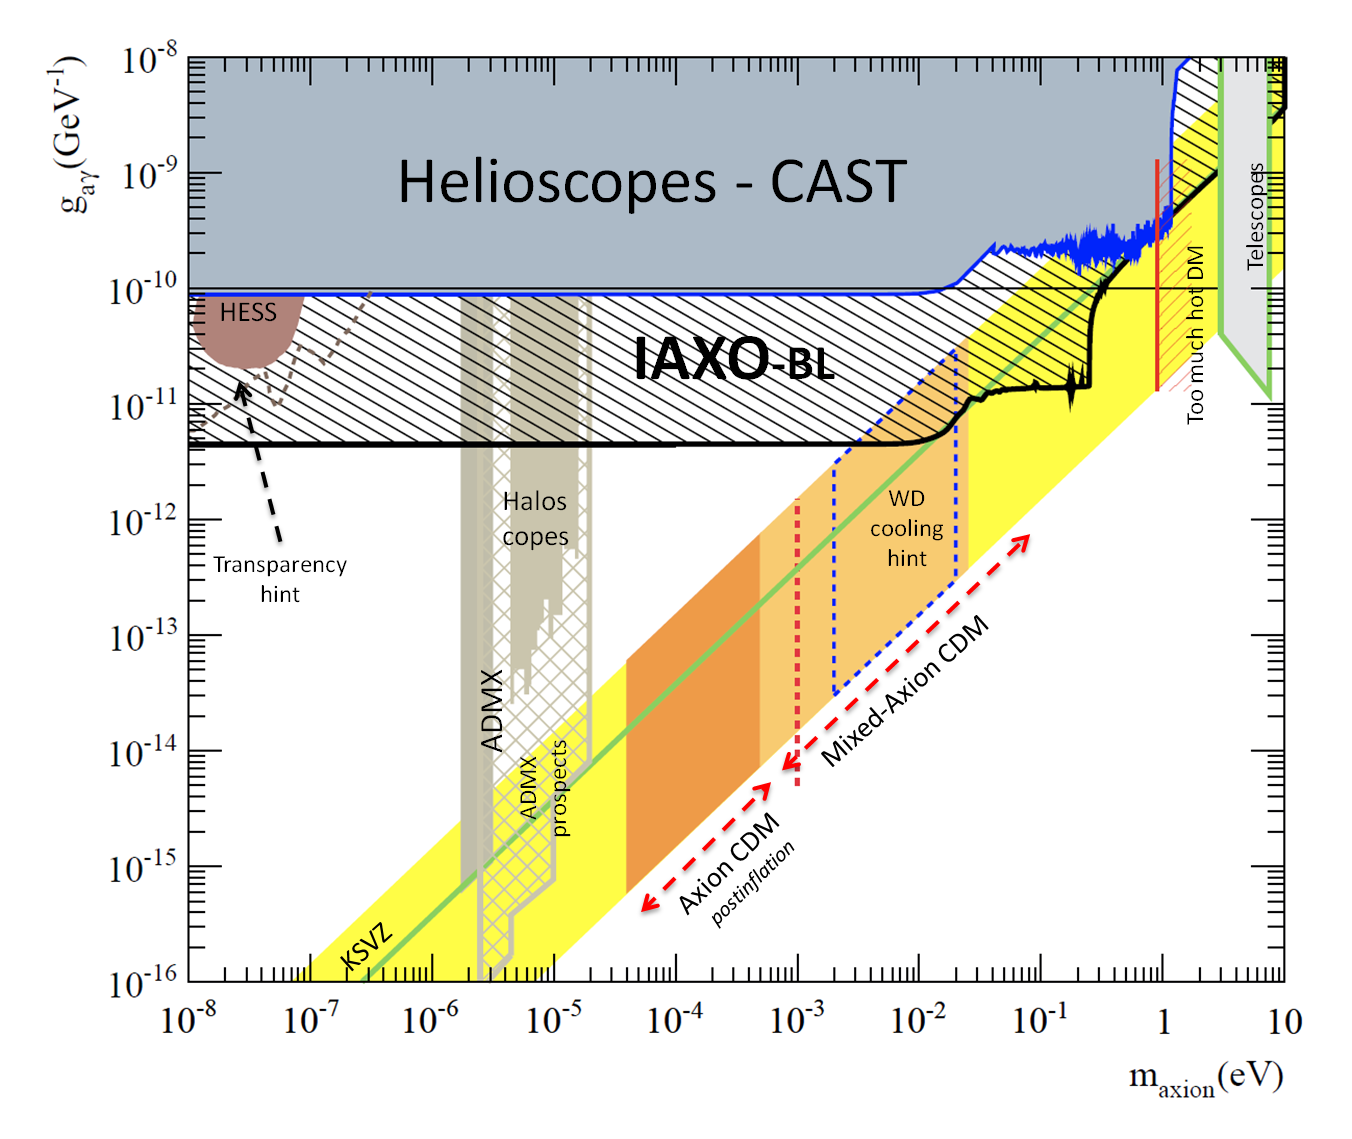 g_aγ(GeV⁻¹)
10⁻⁸
10⁻⁹
10⁻¹⁰
10⁻¹¹
10⁻¹²
10⁻¹³
10⁻¹⁴
10⁻¹⁵
10⁻¹⁶
Helioscopes - CAST
HESS
IAXO-BL
Telescopes
Too much hot DM
Halos
copes
WD
cooling
hint
Transparency
hint
ADMX
ADMX
prospects
Mixed-Axion CDM
Axion CDM
postinflation
KSVZ
10⁻⁸
10⁻⁷
10⁻⁶
10⁻⁵
10⁻⁴
10⁻³
10⁻²
10⁻¹
1
10
m_axion(eV)